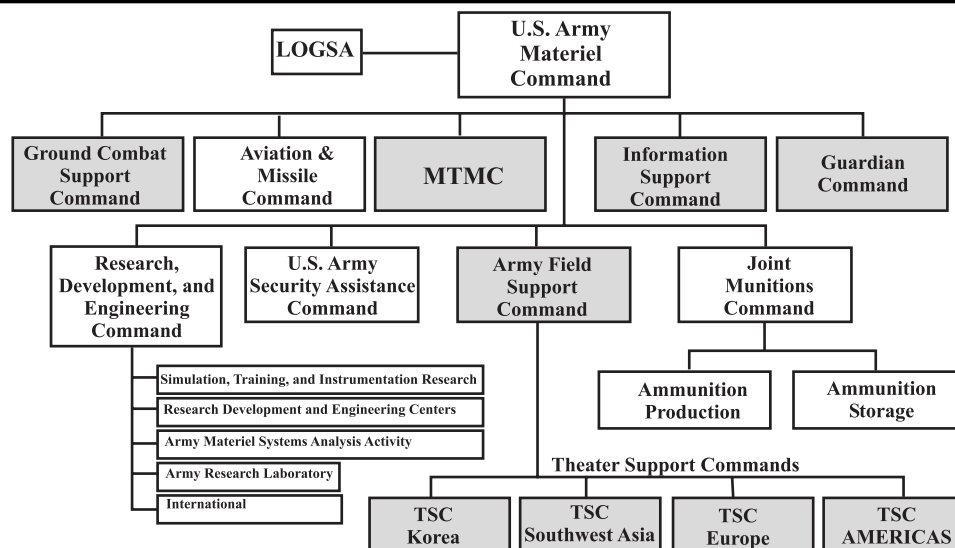 LOGSA
U.S. Army
Materiel
Command
Ground Combat
Support
Command
Aviation &
Missile
Command
MTMC
Information
Support
Command
Guardian
Command
Research,
Development, and
Engineering
Command
U.S. Army
Security Assistance
Command
Army Field
Support
Command
Joint
Munitions
Command
Simulation, Training, and Instrumentation Research
Research Development and Engineering Centers
Army Materiel Systems Analysis Activity
Army Research Laboratory
International
Ammunition
Production
Ammunition
Storage
Theater Support Commands
TSC
Korea
TSC
Southwest Asia
TSC
Europe
TSC
AMERICAS